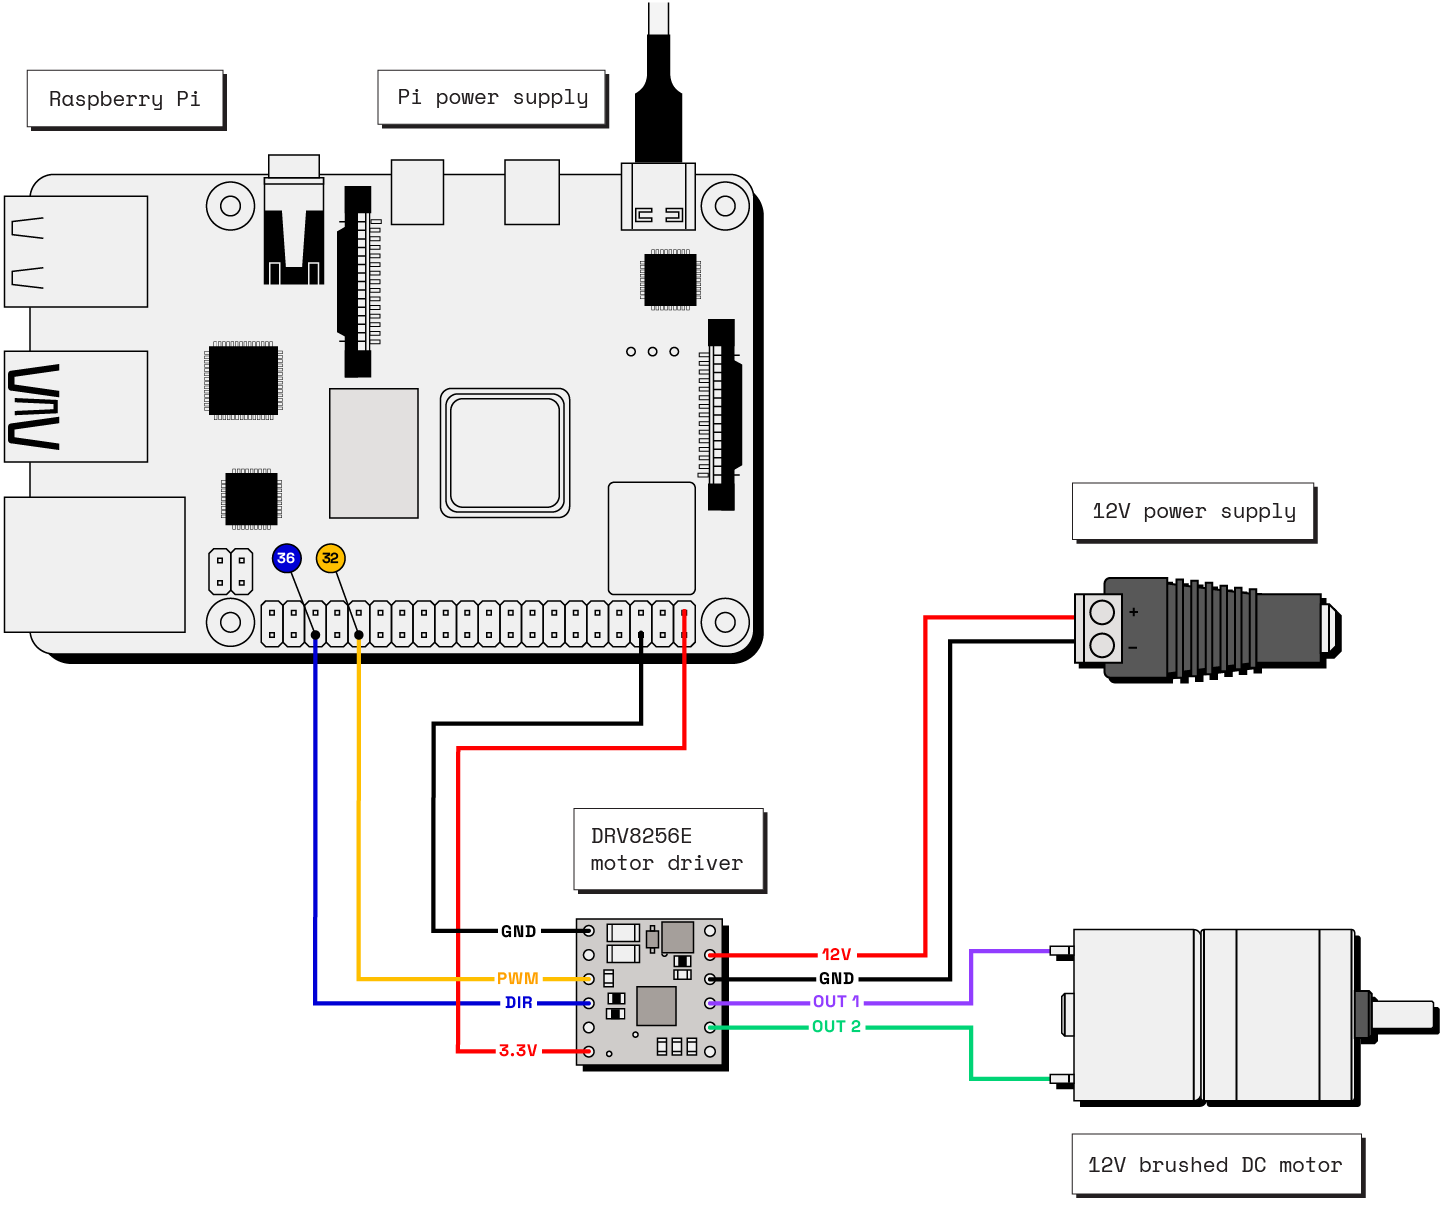 Raspberry Pi
Pi power supply
36
32
12V power supply
+
−
DRV8256E
motor driver
GND
PWM
DIR
3.3V
12V
GND
OUT 1
OUT 2
12V brushed DC motor